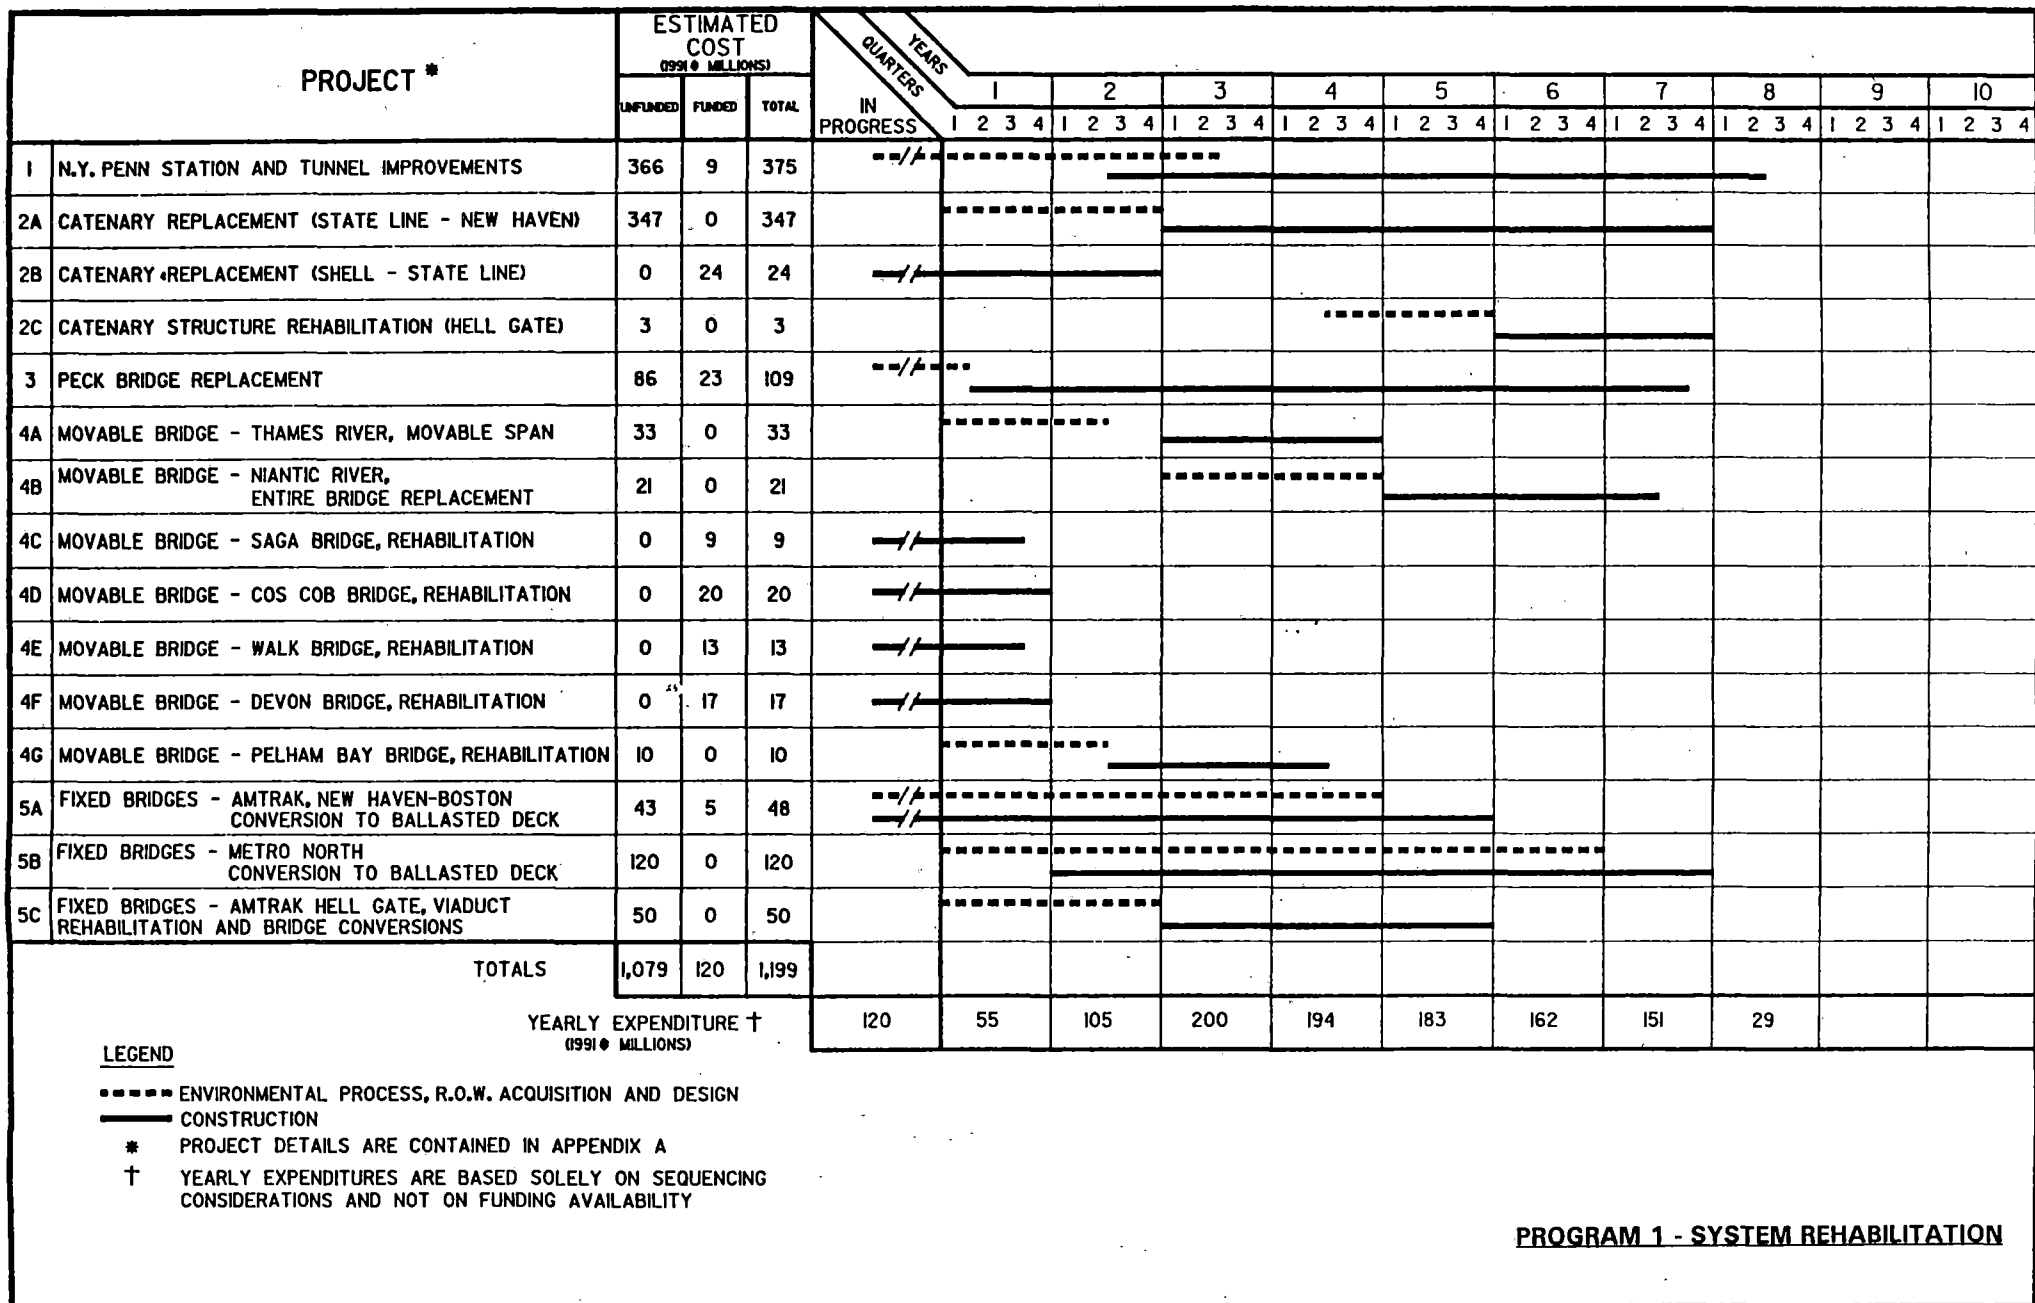 PROJECT *
ESTIMATED
COST
(1991$ MILLIONS)
UNFUNDED FUNDED TOTAL
IN
PROGRESS
QUARTERS
YEARS
1 2 3 4 5 6 7 8 9 10
1 2 3 4 1 2 3 4 1 2 3 4 1 2 3 4 1 2 3 4 1 2 3 4 1 2 3 4 1 2 3 4 1 2 3 4 1 2 3 4
1 N.Y. PENN STATION AND TUNNEL IMPROVEMENTS 366 9 375
2A CATENARY REPLACEMENT (STATE LINE - NEW HAVEN) 347 0 347
2B CATENARY REPLACEMENT (SHELL - STATE LINE) 0 24 24
2C CATENARY STRUCTURE REHABILITATION (HELL GATE) 3 0 3
3 PECK BRIDGE REPLACEMENT 86 23 109
4A MOVABLE BRIDGE - THAMES RIVER, MOVABLE SPAN 33 0 33
4B MOVABLE BRIDGE - NIANTIC RIVER,
ENTIRE BRIDGE REPLACEMENT 21 0 21
4C MOVABLE BRIDGE - SAGA BRIDGE, REHABILITATION 0 9 9
4D MOVABLE BRIDGE - COS COB BRIDGE, REHABILITATION 0 20 20
4E MOVABLE BRIDGE - WALK BRIDGE, REHABILITATION 0 13 13
4F MOVABLE BRIDGE - DEVON BRIDGE, REHABILITATION 0 17 17
4G MOVABLE BRIDGE - PELHAM BAY BRIDGE, REHABILITATION 10 0 10
5A FIXED BRIDGES - AMTRAK, NEW HAVEN-BOSTON
CONVERSION TO BALLASTED DECK 43 5 48
5B FIXED BRIDGES - METRO NORTH
CONVERSION TO BALLASTED DECK 120 0 120
5C FIXED BRIDGES - AMTRAK HELL GATE, VIADUCT
REHABILITATION AND BRIDGE CONVERSIONS 50 0 50
TOTALS 1,079 120 1,199
YEARLY EXPENDITURE † 120 55 105 200 194 183 162 151 29
(1991$ MILLIONS)
LEGEND
ENVIRONMENTAL PROCESS, R.O.W. ACQUISITION AND DESIGN
CONSTRUCTION
* PROJECT DETAILS ARE CONTAINED IN APPENDIX A
† YEARLY EXPENDITURES ARE BASED SOLELY ON SEQUENCING
CONSIDERATIONS AND NOT ON FUNDING AVAILABILITY
PROGRAM 1 - SYSTEM REHABILITATION